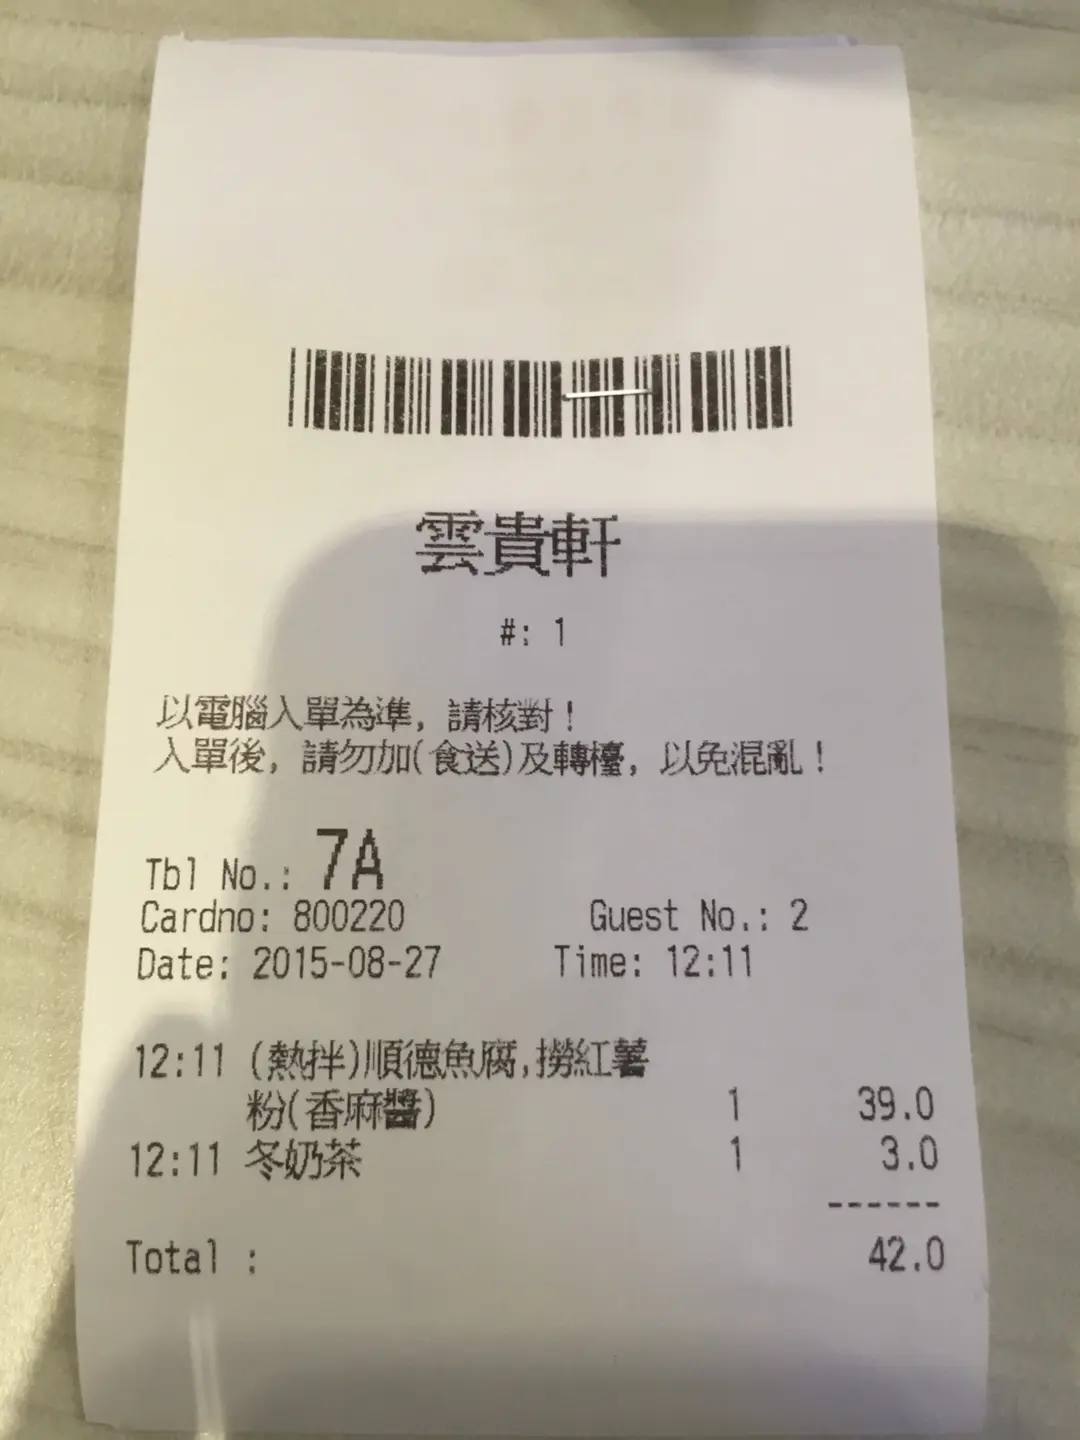 雲貴軒
#: 1
以電腦入單為準，請核對！
入單後，請勿加(食送)及轉檯，以免混亂！
Tbl No.: 7A
Cardno: 800220 Guest No.: 2
Date: 2015-08-27 Time: 12:11
12:11 (熱拌)順德魚腐,撈紅薯
粉(香麻醬) 1 39.0
12:11 冬奶茶 1 3.0
------
Total : 42.0